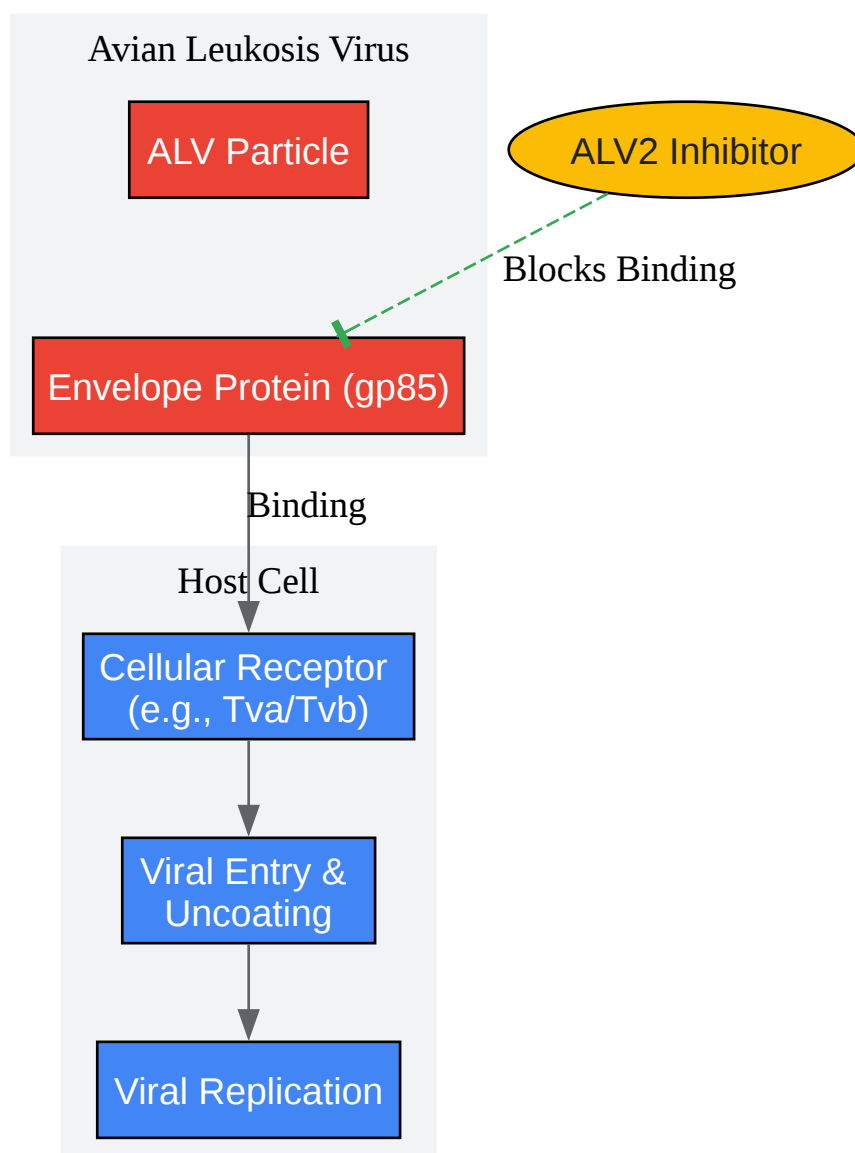 Avian Leukosis Virus
ALV Particle
ALV2 Inhibitor
Blocks Binding
Envelope Protein (gp85)
Binding
Host Cell
Cellular Receptor
(e.g., Tva/Tvb)
Viral Entry &
Uncoating
Viral Replication